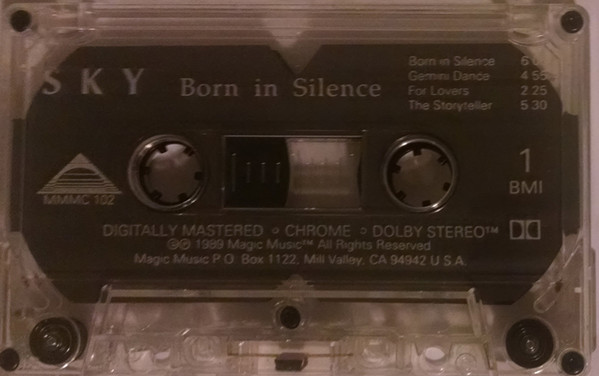 SKY Born in Silence
Born in Silence
Gemini Dance 4 55
For Lovers 2 25
The Storyteller 5 30
1
BMI
MMMC 102
DIGITALLY MASTERED ∘ CHROME ∘ DOLBY STEREO™
©℗ 1989 Magic Music™ All Rights Reserved
Magic Music P.O. Box 1122, Mill Valley, CA 94942 U.S.A.